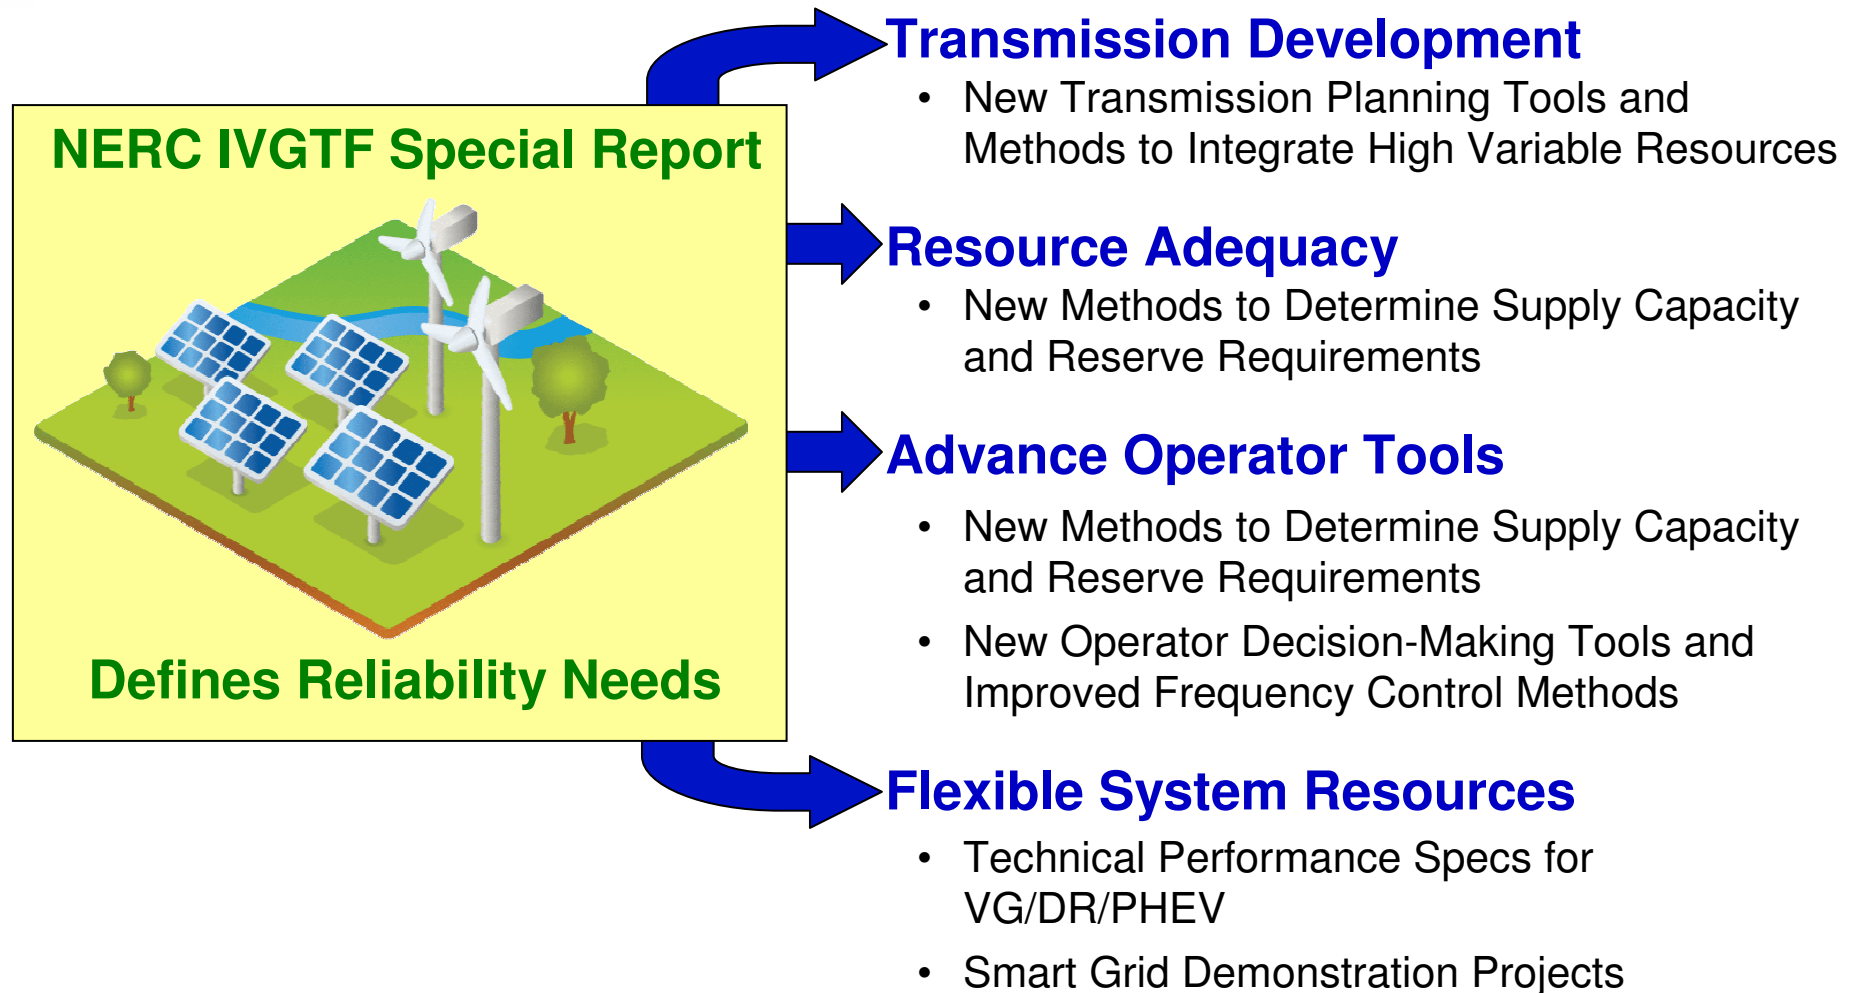 NERC IVGTF Special Report
Defines Reliability Needs
Transmission Development
• New Transmission Planning Tools and
Methods to Integrate High Variable Resources
Resource Adequacy
• New Methods to Determine Supply Capacity
and Reserve Requirements
Advance Operator Tools
• New Methods to Determine Supply Capacity
and Reserve Requirements
• New Operator Decision-Making Tools and
Improved Frequency Control Methods
Flexible System Resources
• Technical Performance Specs for
VG/DR/PHEV
• Smart Grid Demonstration Projects